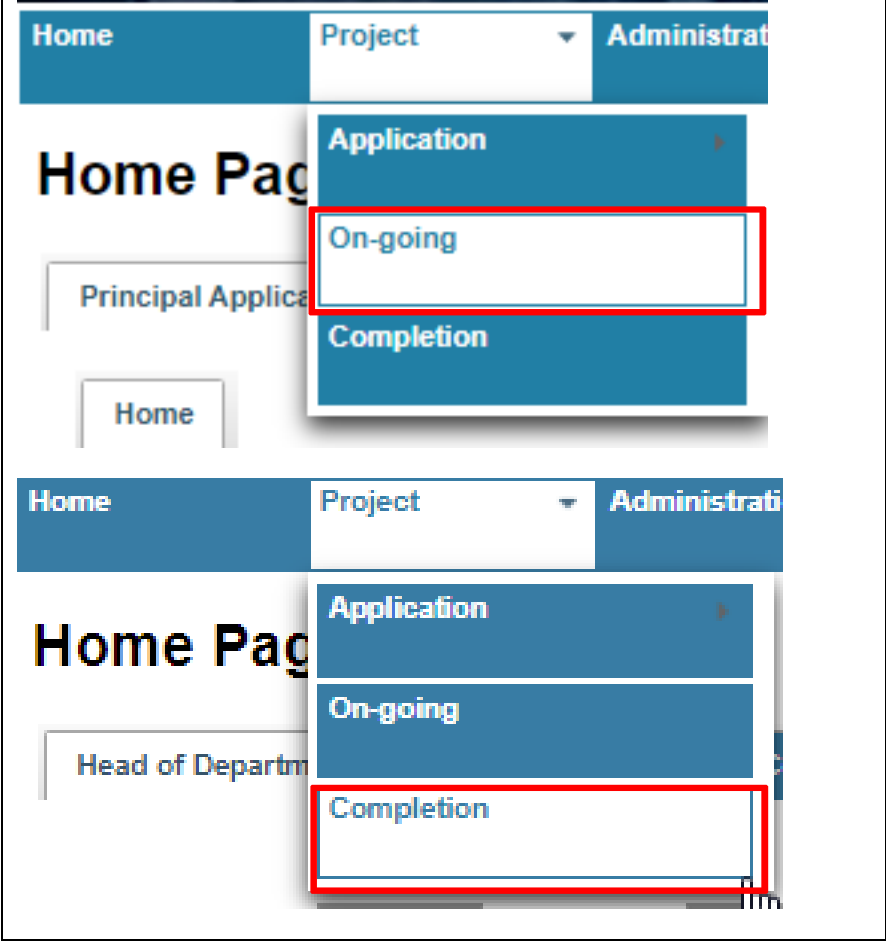 Home Project Administrat
Application
Home Pag
On-going
Principal Applica
Completion
Home
Home Project Administrati
Application
Home Pag
On-going
Head of Departm
Completion